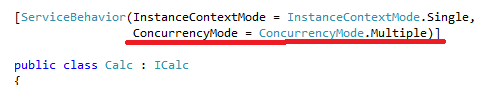 [ServiceBehavior(InstanceContextMode = InstanceContextMode.Single,
ConcurrencyMode = ConcurrencyMode.Multiple)]
public class Calc : ICalc
{